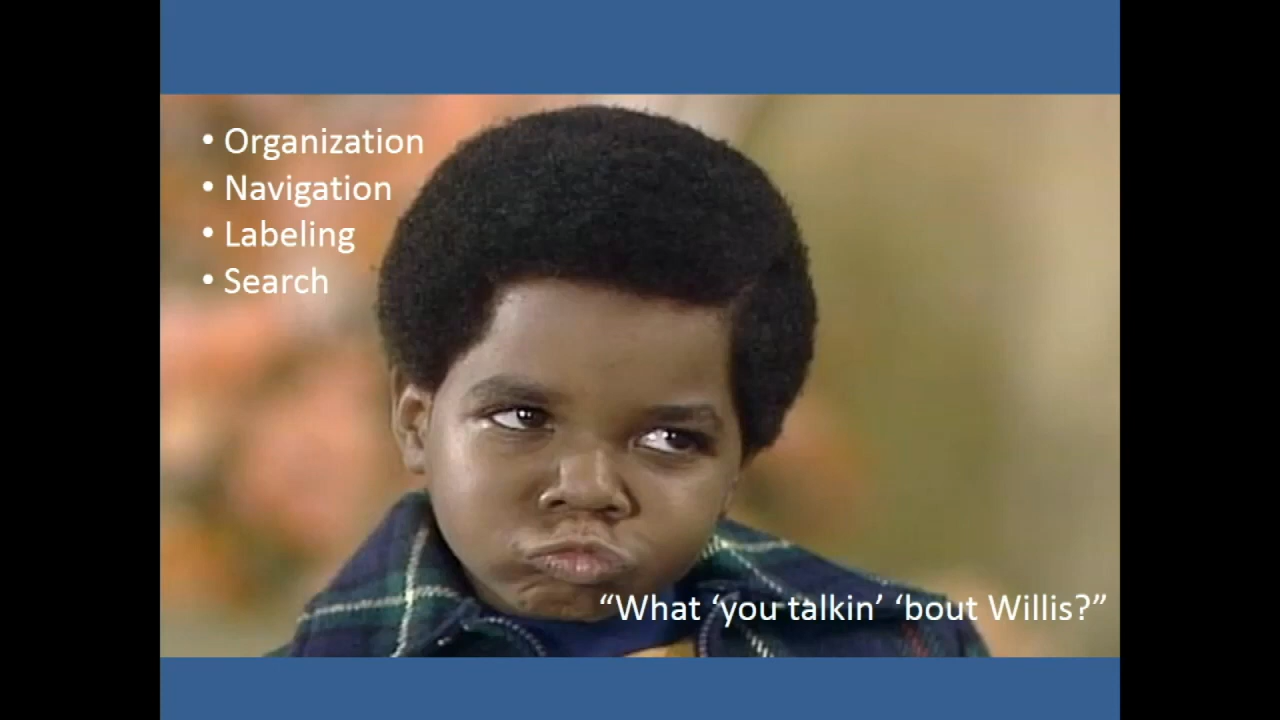 • Organization
• Navigation
• Labeling
• Search
“What ‘you talkin’ ‘bout Willis?”